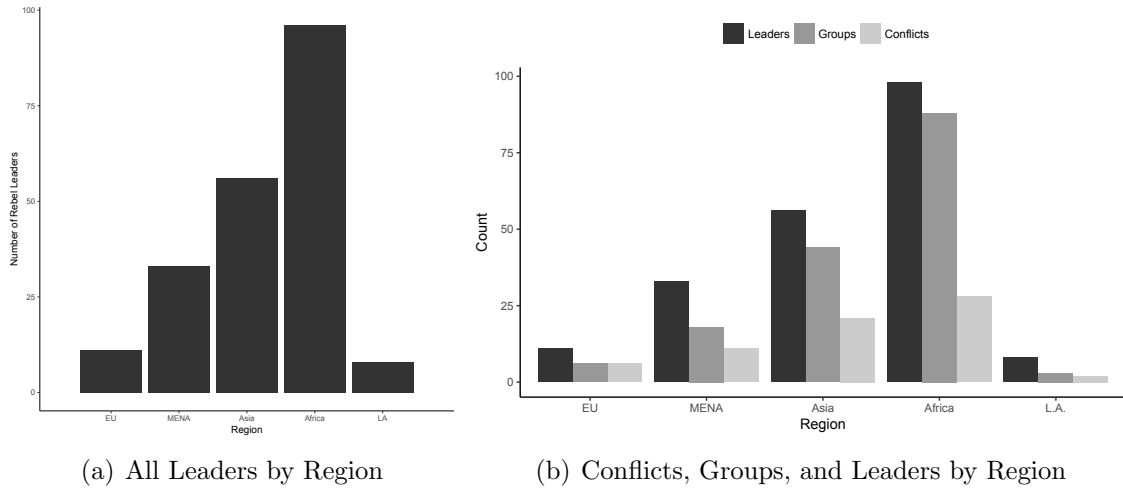 100
75
50
25
0
Number of Rebel Leaders
EU MENA Asia Africa LA
Region
(a) All Leaders by Region
Leaders Groups Conflicts
100
75
50
25
0
Count
EU MENA Asia Africa L.A.
Region
(b) Conflicts, Groups, and Leaders by Region